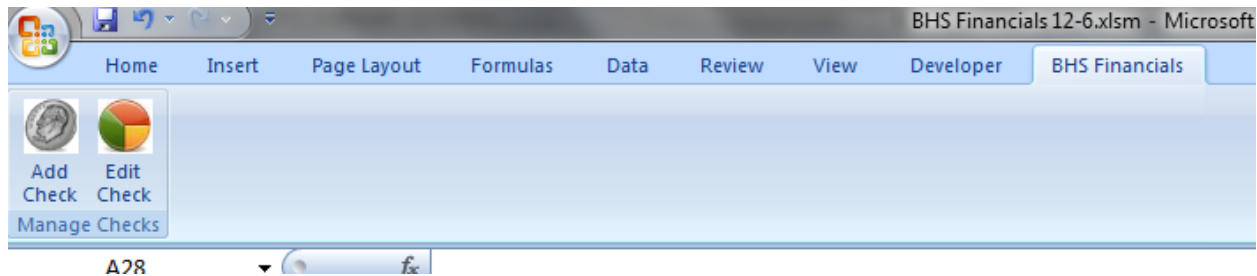 BHS Financials 12-6.xlsm - Microsoft
Home Insert Page Layout Formulas Data Review View Developer BHS Financials
Add Check
Edit Check
Manage Checks
A28 fx